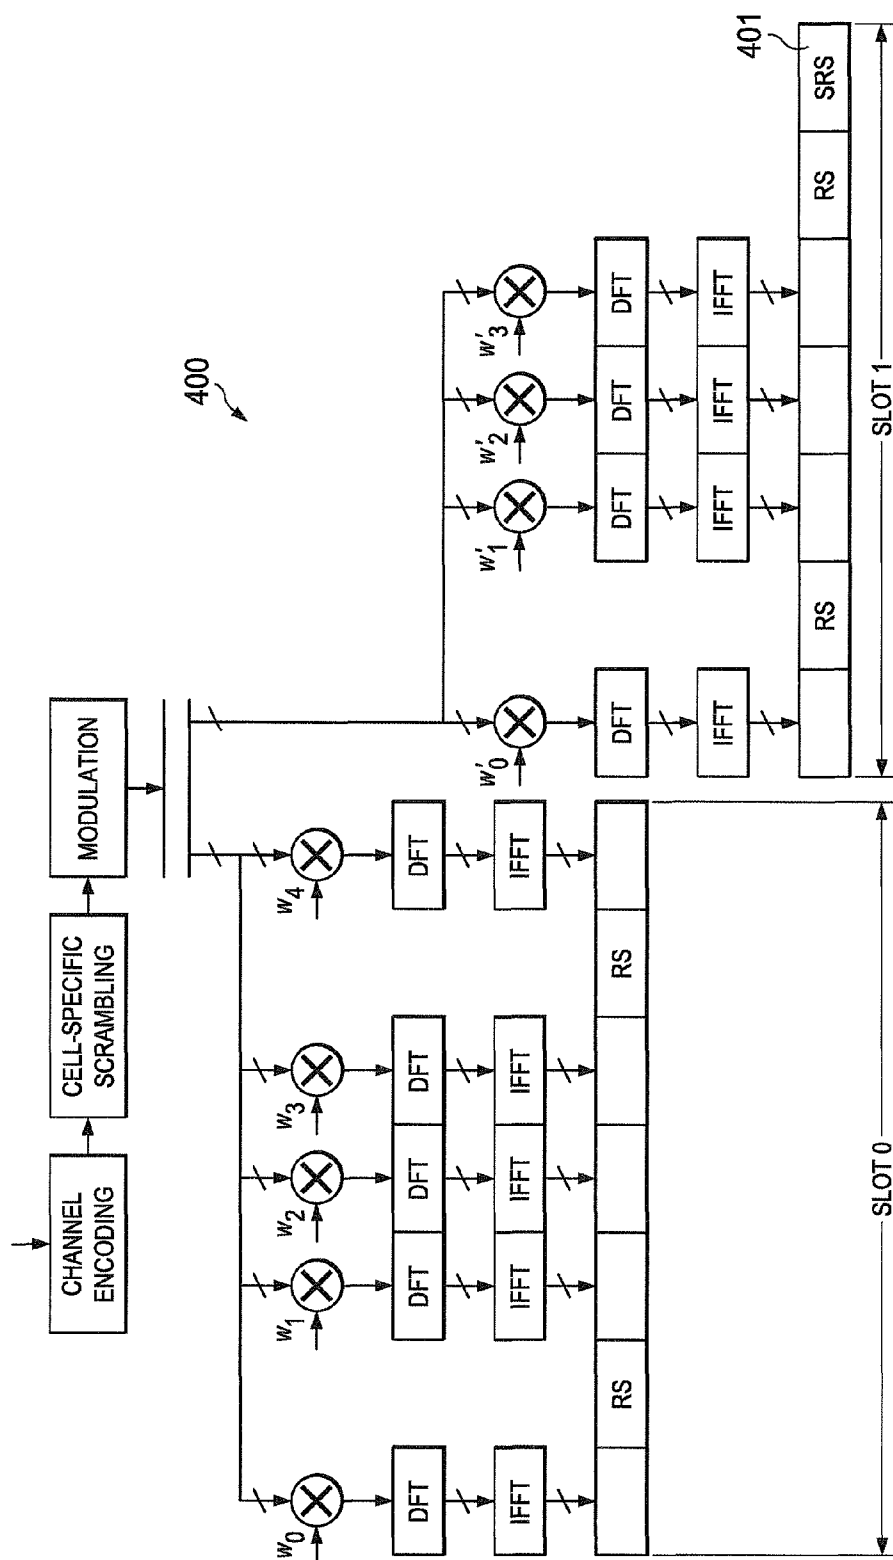 400
CHANNEL
ENCODING
CELL-SPECIFIC
SCRAMBLING
MODULATION
w0
w1
w2
w3
w4
DFT
DFT
DFT
DFT
DFT
IFFT
IFFT
IFFT
IFFT
IFFT
RS
RS
SLOT 0
w'0
w'1
w'2
w'3
DFT
DFT
DFT
DFT
IFFT
IFFT
IFFT
IFFT
RS
RS
SRS
401
SLOT 1